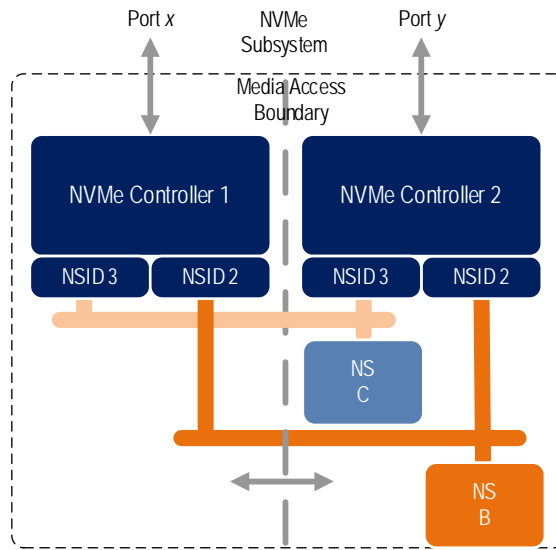 Port x
NVMe
Subsystem
Port y
Media Access
Boundary
NVMe Controller 1
NVMe Controller 2
NSID 3
NSID 2
NSID 3
NSID 2
NS
C
NS
B